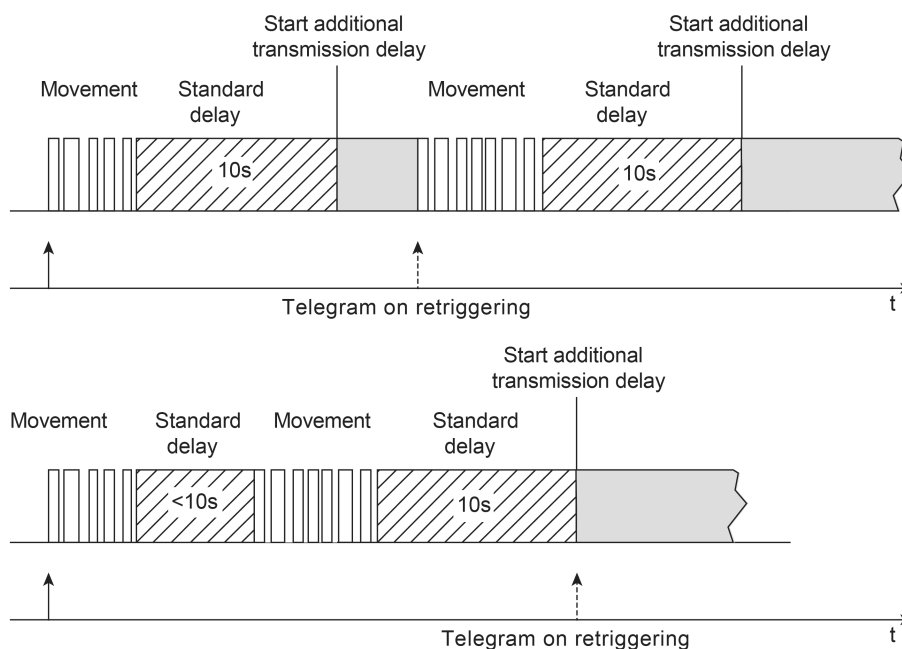 Start additional
transmission delay
Start additional
transmission delay
Movement
Standard
delay
Movement
Standard
delay
10s
10s
Telegram on retriggering
t
Start additional
transmission delay
Movement
Standard
delay
Movement
Standard
delay
<10s
10s
Telegram on retriggering
t